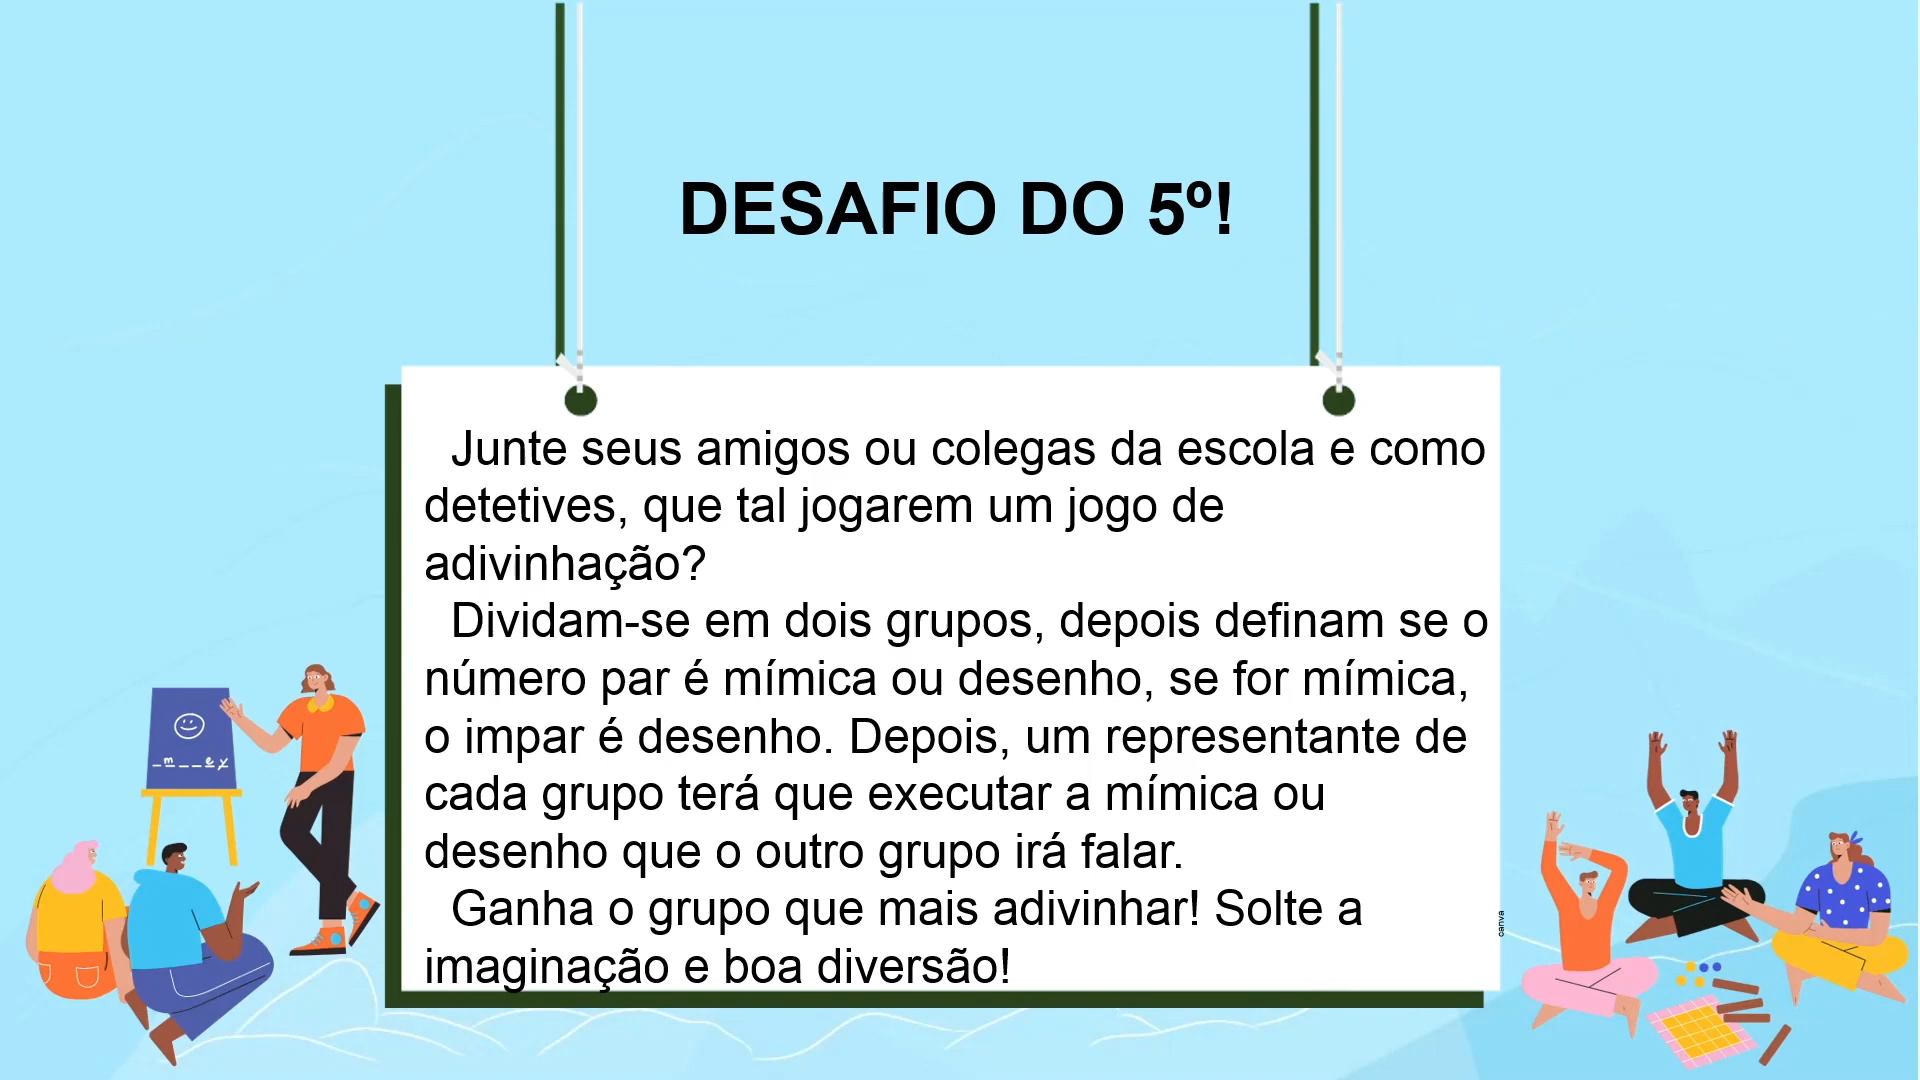 DESAFIO DO 5º!
Junte seus amigos ou colegas da escola e como
detetives, que tal jogarem um jogo de
adivinhação?
Dividam-se em dois grupos, depois definam se o
número par é mímica ou desenho, se for mímica,
o impar é desenho. Depois, um representante de
cada grupo terá que executar a mímica ou
desenho que o outro grupo irá falar.
Ganha o grupo que mais adivinhar! Solte a
imaginação e boa diversão!
_m__ey
canva